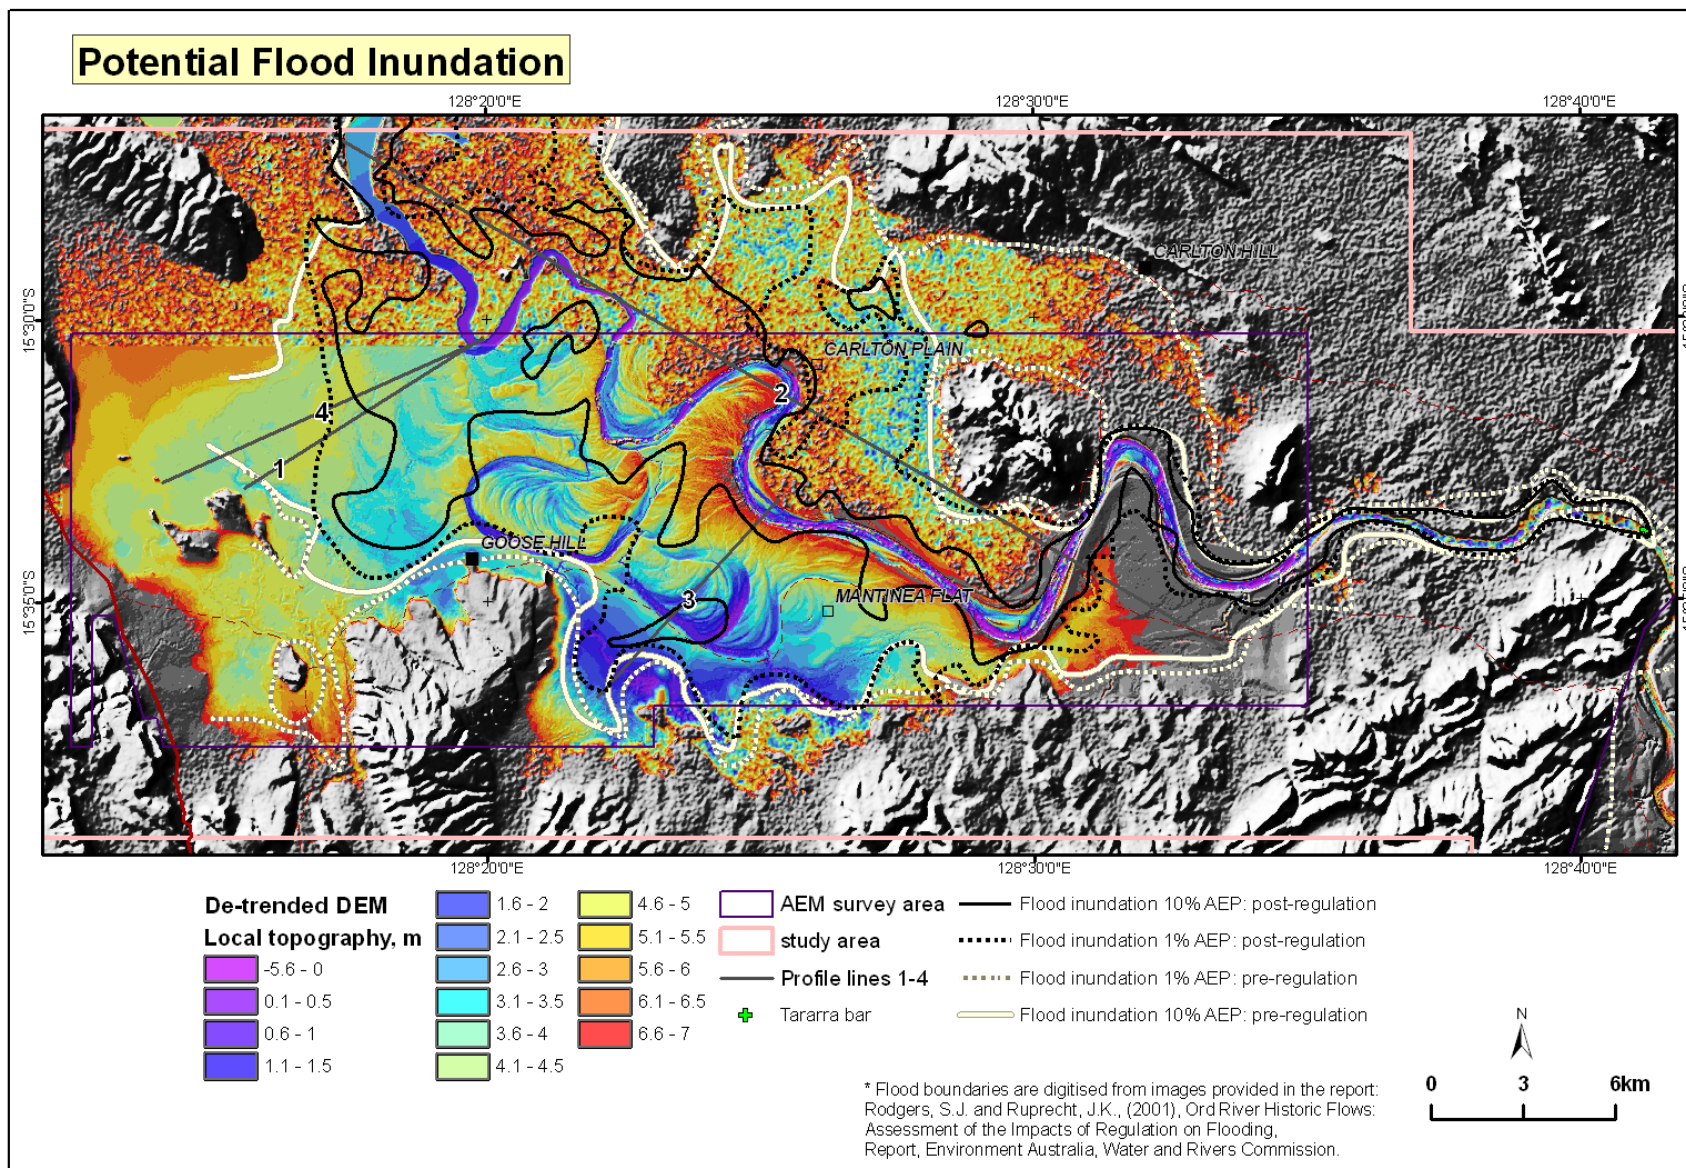 Potential Flood Inundation
128°20'0"E
128°30'0"E
128°40'0"E
CARLTON HILL
15°30'0"S
CARLTON PLAIN
2
4
1
GOOSE HILL
3
MANTINEA FLAT
15°35'0"S
128°20'0"E
128°30'0"E
128°40'0"E
De-trended DEM
Local topography, m
-5.6 - 0
0.1 - 0.5
0.6 - 1
1.1 - 1.5
1.6 - 2
2.1 - 2.5
2.6 - 3
3.1 - 3.5
3.6 - 4
4.1 - 4.5
4.6 - 5
5.1 - 5.5
5.6 - 6
6.1 - 6.5
6.6 - 7
AEM survey area
study area
Profile lines 1-4
Tararra bar
Flood inundation 10% AEP: post-regulation
Flood inundation 1% AEP: post-regulation
Flood inundation 1% AEP: pre-regulation
Flood inundation 10% AEP: pre-regulation
N
0 3 6km
* Flood boundaries are digitised from images provided in the report:
Rodgers, S.J. and Ruprecht, J.K., (2001), Ord River Historic Flows:
Assessment of the Impacts of Regulation on Flooding,
Report, Environment Australia, Water and Rivers Commission.